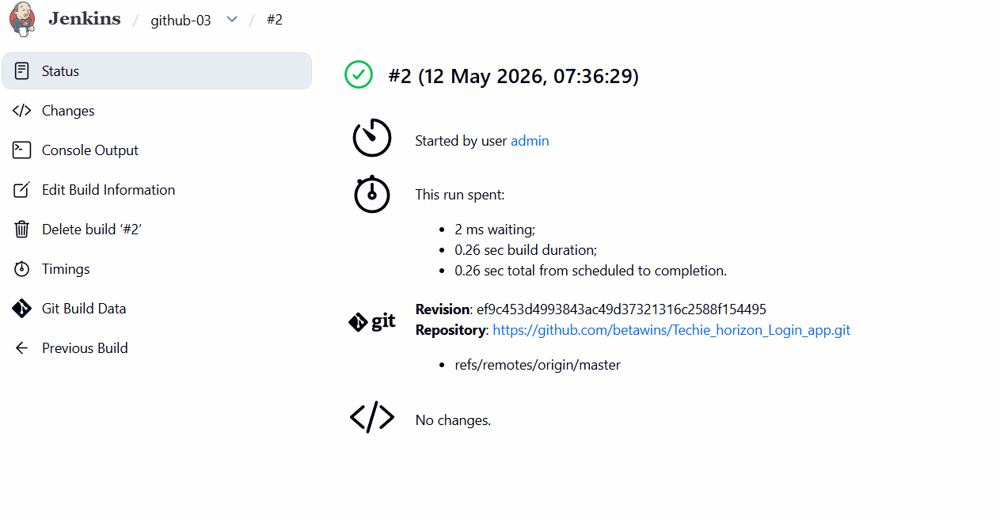 Jenkins / github-03 / #2
Status
Changes
Console Output
Edit Build Information
Delete build ‘#2’
Timings
Git Build Data
Previous Build
#2 (12 May 2026, 07:36:29)
Started by user admin
This run spent:
• 2 ms waiting;
• 0.26 sec build duration;
• 0.26 sec total from scheduled to completion.
git
Revision: ef9c453d4993843ac49d37321316c2588f154495
Repository: https://github.com/betawins/Techie_horizon_Login_app.git
• refs/remotes/origin/master
No changes.